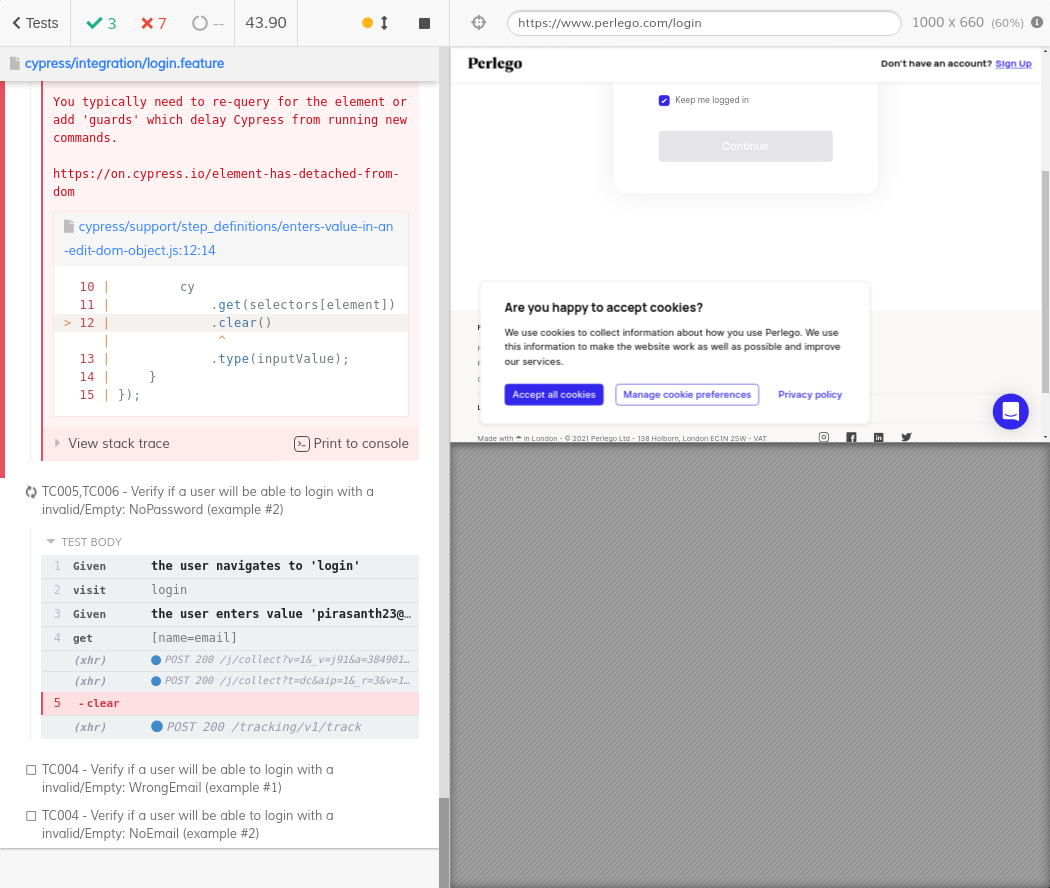 Tests 3 7 -- 43.90
https://www.perlego.com/login 1000 x 660 (60%)
cypress/integration/login.feature
You typically need to re-query for the element or
add 'guards' which delay Cypress from running new
commands.
https://on.cypress.io/element-has-detached-from-
dom
cypress/support/step_definitions/enters-value-in-an
-edit-dom-object.js:12:14
10 | cy
11 | .get(selectors[element])
> 12 | .clear()
| ^
13 | .type(inputValue);
14 | }
15 | });
View stack trace Print to console
TC005,TC006 - Verify if a user will be able to login with a
invalid/Empty: NoPassword (example #2)
TEST BODY
1 Given the user navigates to 'login'
2 visit login
3 Given the user enters value 'pirasanth23@…
4 get [name=email]
(xhr) POST 200 /j/collect?v=1&_v=j91&a=384901…
(xhr) POST 200 /j/collect?t=dc&aip=1&_r=3&v=1…
5 -clear
(xhr) POST 200 /tracking/v1/track
TC004 - Verify if a user will be able to login with a
invalid/Empty: WrongEmail (example #1)
TC004 - Verify if a user will be able to login with a
invalid/Empty: NoEmail (example #2)
Perlego
Don't have an account? Sign Up
Keep me logged in
Continue
Are you happy to accept cookies?
We use cookies to collect information about how you use Perlego. We use
this information to make the website work as well as possible and improve
our services.
Accept all cookies Manage cookie preferences Privacy policy
Made with ☂ in London - © 2021 Perlego Ltd - 138 Holborn, London EC1N 2SW - VAT